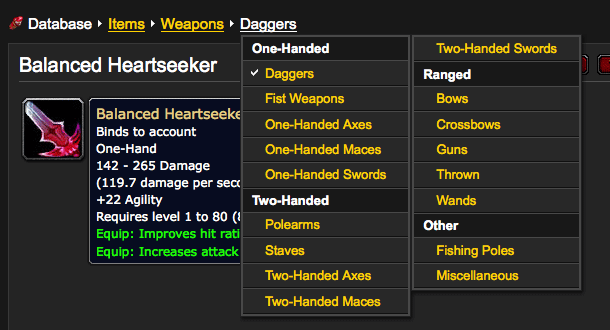 Database Items Weapons Daggers
Balanced Heartseeker
Balanced
Binds to account
One-Hand
142 - 265 Damage
(119.7 damage per
+22 Agility
Requires level 1 to 80
Equip: Improves hit
Equip: Increases attack
One-Handed
Daggers
Fist Weapons
One-Handed Axes
One-Handed Maces
One-Handed Swords
Two-Handed
Polearms
Staves
Two-Handed Axes
Two-Handed Maces
Two-Handed Swords
Ranged
Bows
Crossbows
Guns
Thrown
Wands
Other
Fishing Poles
Miscellaneous